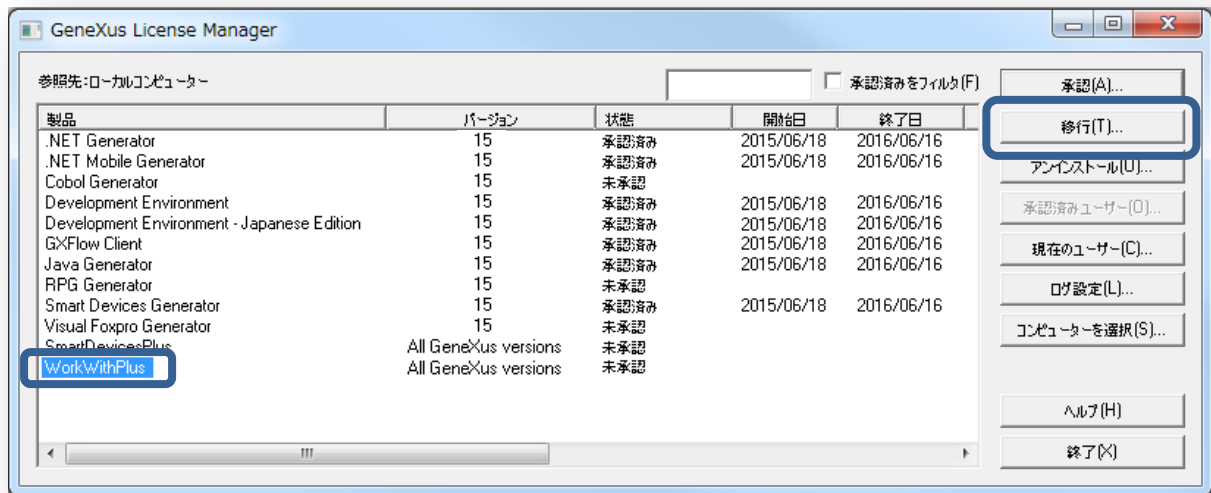 GeneXus License Manager
参照先:ローカルコンピューター
承認済みをフィルタ(F)
承認(A)...
製品 バージョン 状態 開始日 終了日
移行(T)...
.NET Generator 15 承認済み 2015/06/18 2016/06/16
.NET Mobile Generator 15 承認済み 2015/06/18 2016/06/16
アンインストール(U)...
Cobol Generator 15 未承認
Development Environment 15 承認済み 2015/06/18 2016/06/16
承認済みユーザー(O)...
Development Environment - Japanese Edition 15 承認済み 2015/06/18 2016/06/16
GXFlow Client 15 承認済み 2015/06/18 2016/06/16
現在のユーザー(C)...
Java Generator 15 承認済み 2015/06/18 2016/06/16
RPG Generator 15 未承認
ログ設定(L)...
Smart Devices Generator 15 承認済み 2015/06/18 2016/06/16
Visual Foxpro Generator 15 未承認
コンピューターを選択(S)...
SmartDevicesPlus All GeneXus versions 未承認
WorkWithPlus All GeneXus versions 未承認
ヘルプ(H)
終了(X)